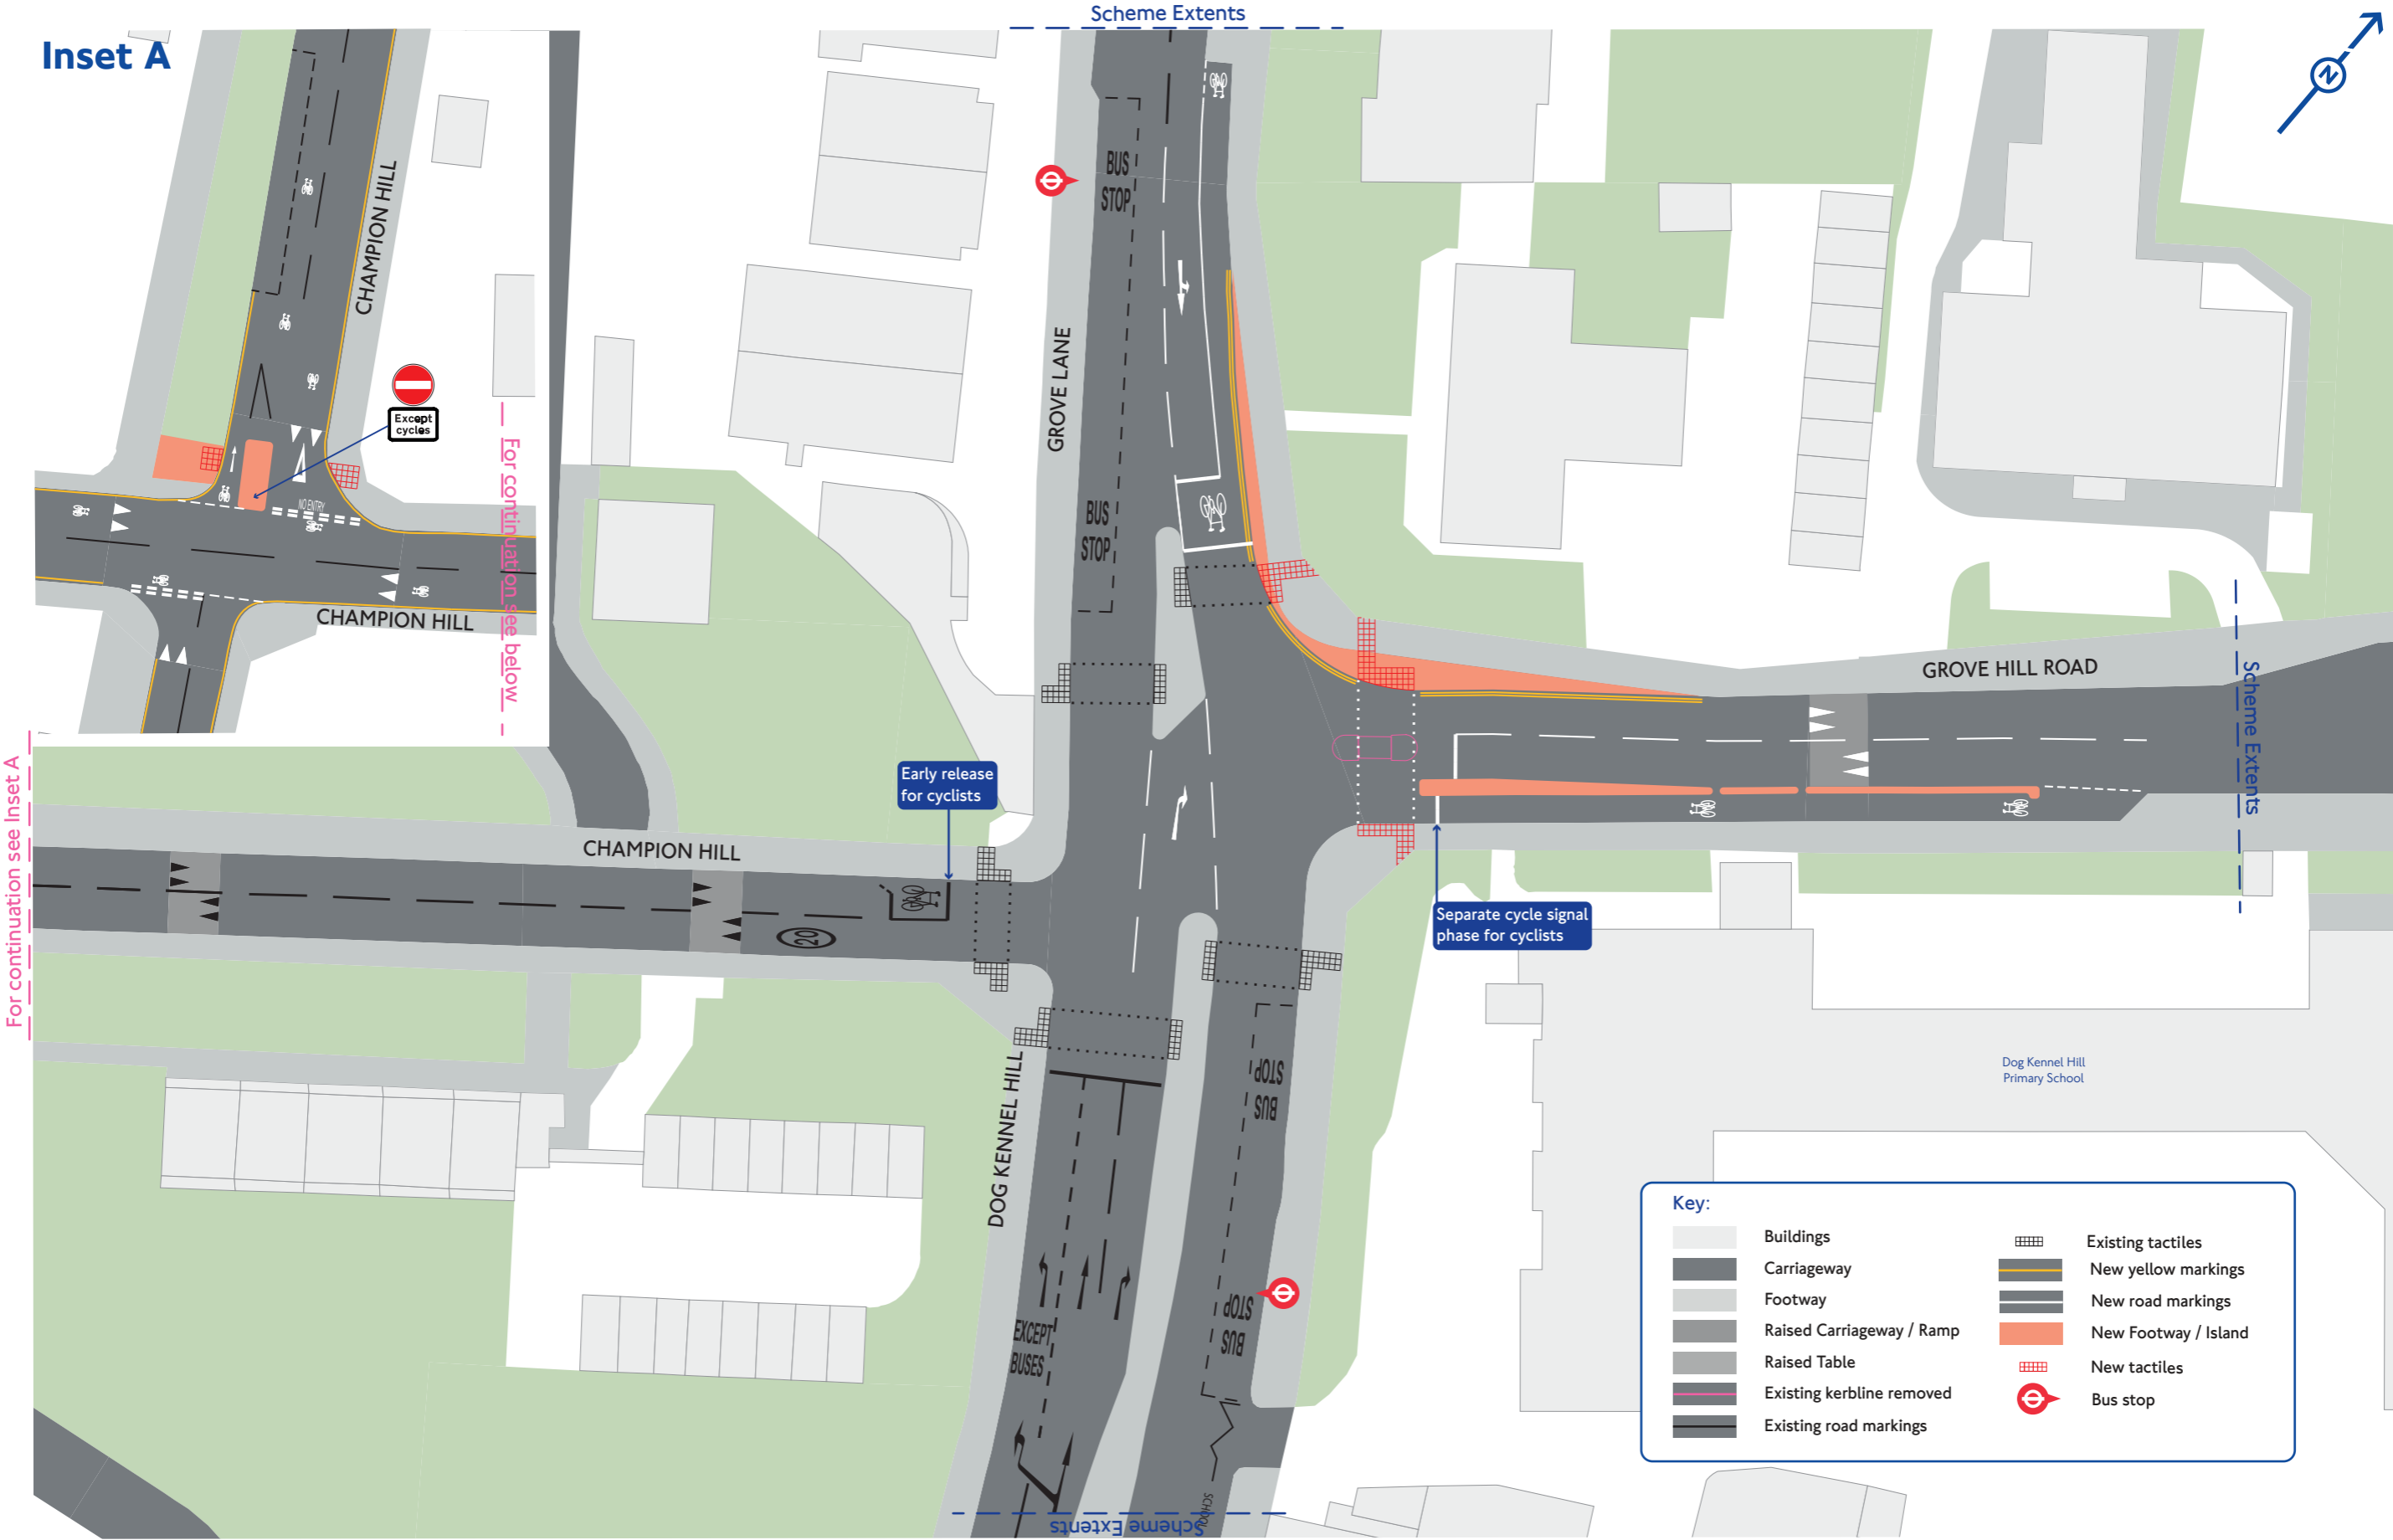 Scheme Extents
Inset A
N
CHAMPION HILL
Except
cycles
NO ENTRY
CHAMPION HILL
For continuation see below
For continuation see Inset A
BUS
STOP
GROVE LANE
BUS
STOP
GROVE HILL ROAD
Scheme Extents
Early release
for cyclists
CHAMPION HILL
20
Separate cycle signal
phase for cyclists
DOG KENNEL HILL
BUS
STOP
BUS
STOP
EXCEPT
BUSES
SCHOOL
Scheme Extents
Dog Kennel Hill
Primary School
Key:
Buildings
Carriageway
Footway
Raised Carriageway / Ramp
Raised Table
Existing kerbline removed
Existing road markings
Existing tactiles
New yellow markings
New road markings
New Footway / Island
New tactiles
Bus stop